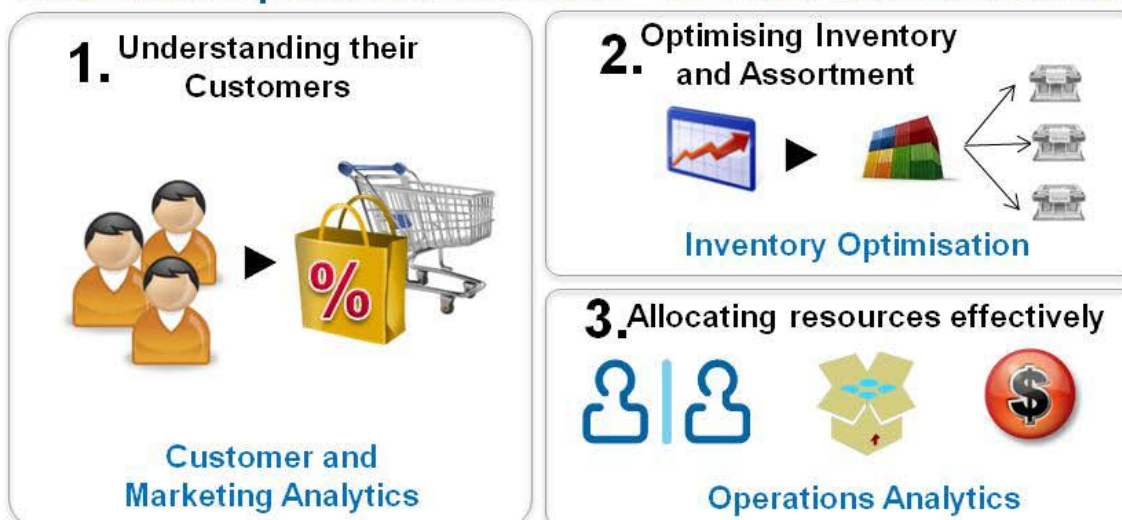 1. Understanding their
Customers
Customer and
Marketing Analytics
2. Optimising Inventory
and Assortment
Inventory Optimisation
3. Allocating resources effectively
Operations Analytics
%
$